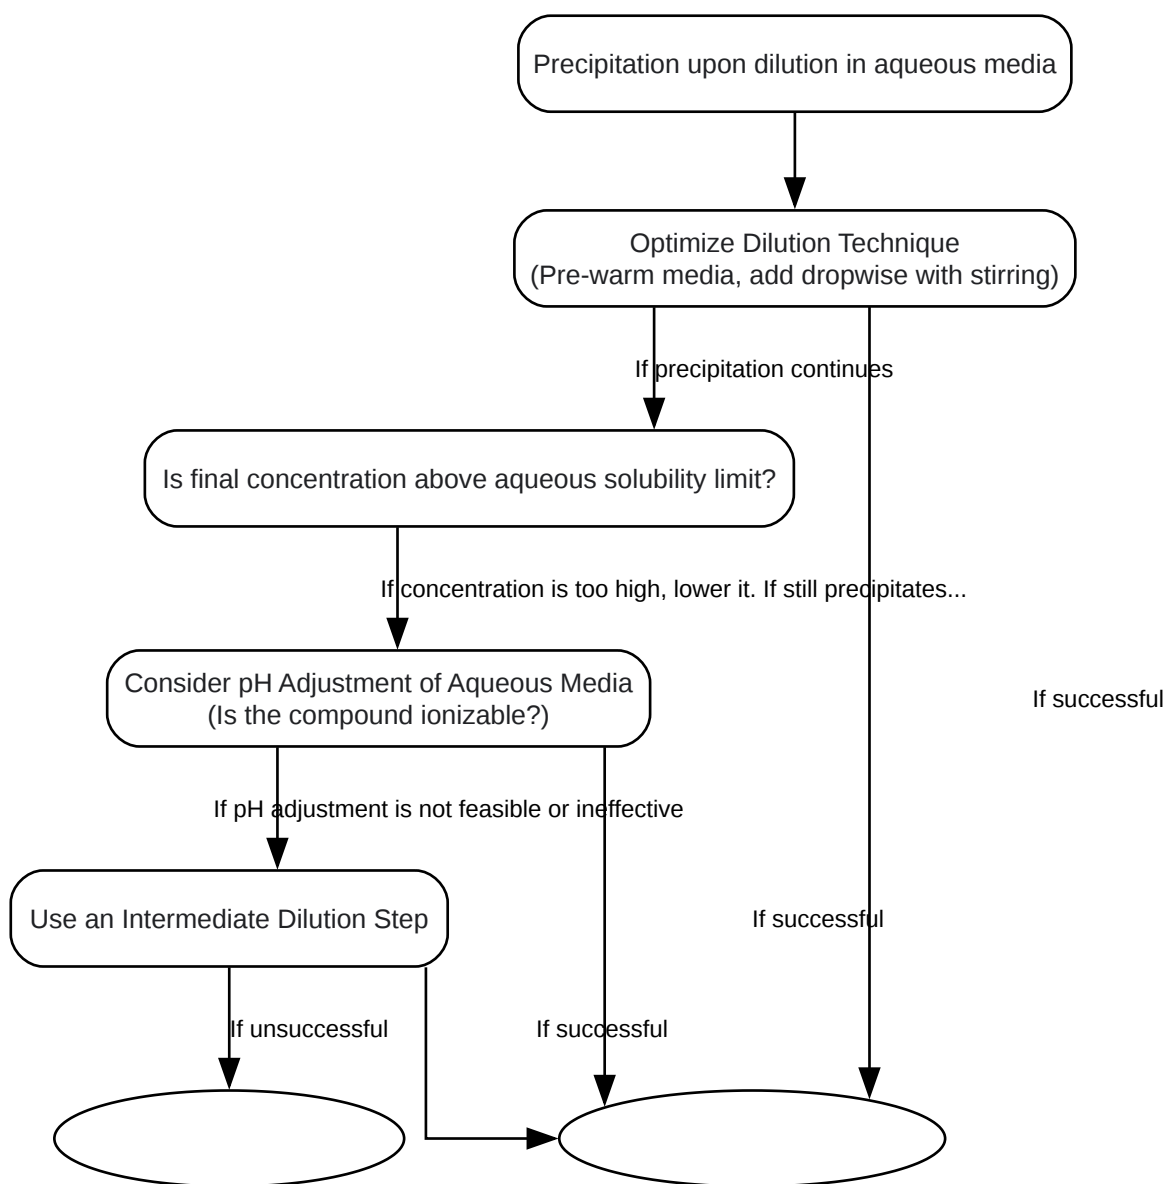 Precipitation upon dilution in aqueous media
Optimize Dilution Technique
(Pre-warm media, add dropwise with stirring)
If precipitation continues
Is final concentration above aqueous solubility limit?
If concentration is too high, lower it. If still precipitates...
Consider pH Adjustment of Aqueous Media
(Is the compound ionizable?)
If successful
If pH adjustment is not feasible or ineffective
Use an Intermediate Dilution Step
If successful
If unsuccessful
If successful